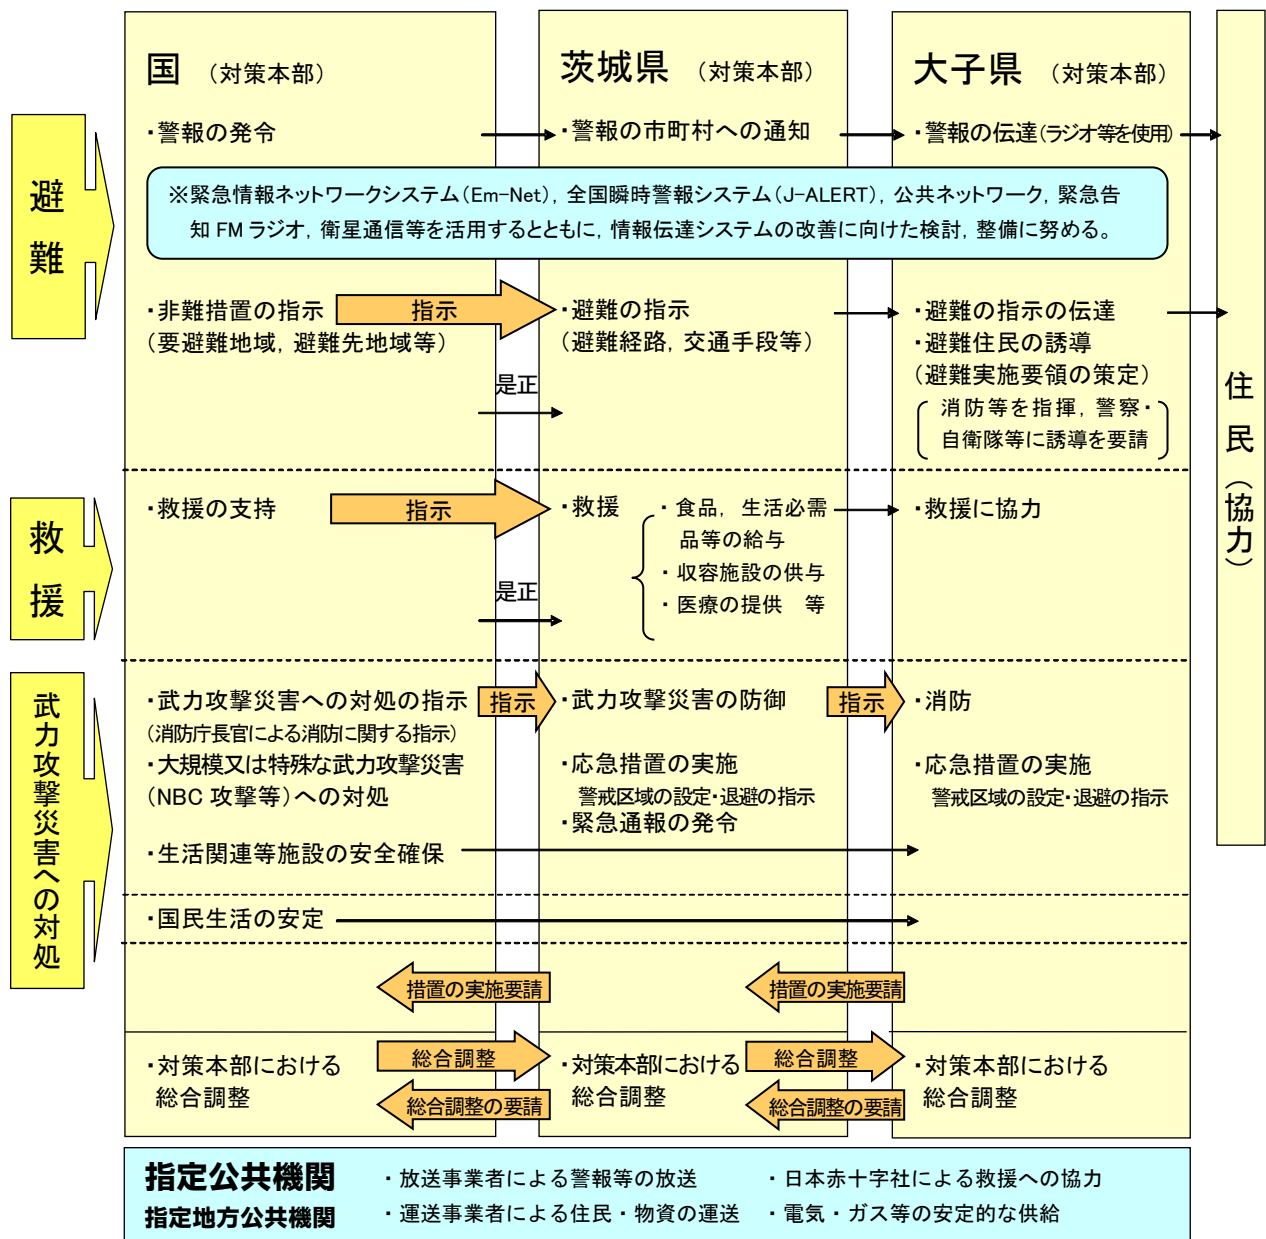 国 （対策本部）
茨城県 （対策本部）
大子県 （対策本部）
避難
・警報の発令
・警報の市町村への通知
・警報の伝達（ラジオ等を使用）
※緊急情報ネットワークシステム（Em-Net），全国瞬時警報システム（J-ALERT），公共ネットワーク，緊急告
知 FM ラジオ，衛星通信等を活用するとともに，情報伝達システムの改善に向けた検討，整備に努める。
・非難措置の指示
（要避難地域，避難先地域等）
指示
・避難の指示
（避難経路，交通手段等）
是正
・避難の指示の伝達
・避難住民の誘導
（避難実施要領の策定）
消防等を指揮，警察・
自衛隊等に誘導を要請
住民（協力）
救援
・救援の支持
指示
・救援
・食品，生活必需
品等の給与
・収容施設の供与
・医療の提供　等
是正
・救援に協力
武力攻撃災害への対処
・武力攻撃災害への対処の指示
（消防庁長官による消防に関する指示）
・大規模又は特殊な武力攻撃災害
（NBC 攻撃等）への対処
・生活関連等施設の安全確保
指示
・武力攻撃災害の防御
・応急措置の実施
警戒区域の設定・退避の指示
・緊急通報の発令
指示
・消防
・応急措置の実施
警戒区域の設定・退避の指示
・国民生活の安定
措置の実施要請
措置の実施要請
・対策本部における
総合調整
総合調整
総合調整の要請
・対策本部における
総合調整
総合調整
総合調整の要請
・対策本部における
総合調整
指定公共機関
指定地方公共機関
・放送事業者による警報等の放送
・日本赤十字社による救援への協力
・運送事業者による住民・物資の運送
・電気・ガス等の安定的な供給